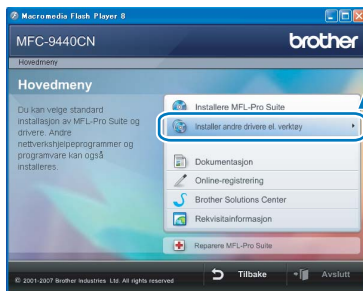 Macromedia Flash Player 8
MFC-9440CN
brother
Hovedmeny
Hovedmeny
Du kan velge standard
installasjon av MFL-Pro Suite og
drivere. Andre
nettverkshjelpeprogrammer og
programvare kan også
installeres.
Installere MFL-Pro Suite
Installer andre drivere el. verktøy
Dokumentasjon
Online-registrering
Brother Solutions Center
Rekvisitainformasjon
Reparere MFL-Pro Suite
© 2001-2007 Brother Industries Ltd. All rights reserved
Tilbake
Avslutt